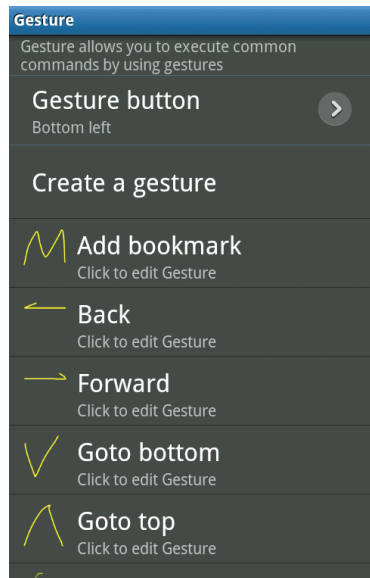 Gesture
Gesture allows you to execute common
commands by using gestures
Gesture button
Bottom left
Create a gesture
Add bookmark
Click to edit Gesture
Back
Click to edit Gesture
Forward
Click to edit Gesture
Goto bottom
Click to edit Gesture
Goto top
Click to edit Gesture